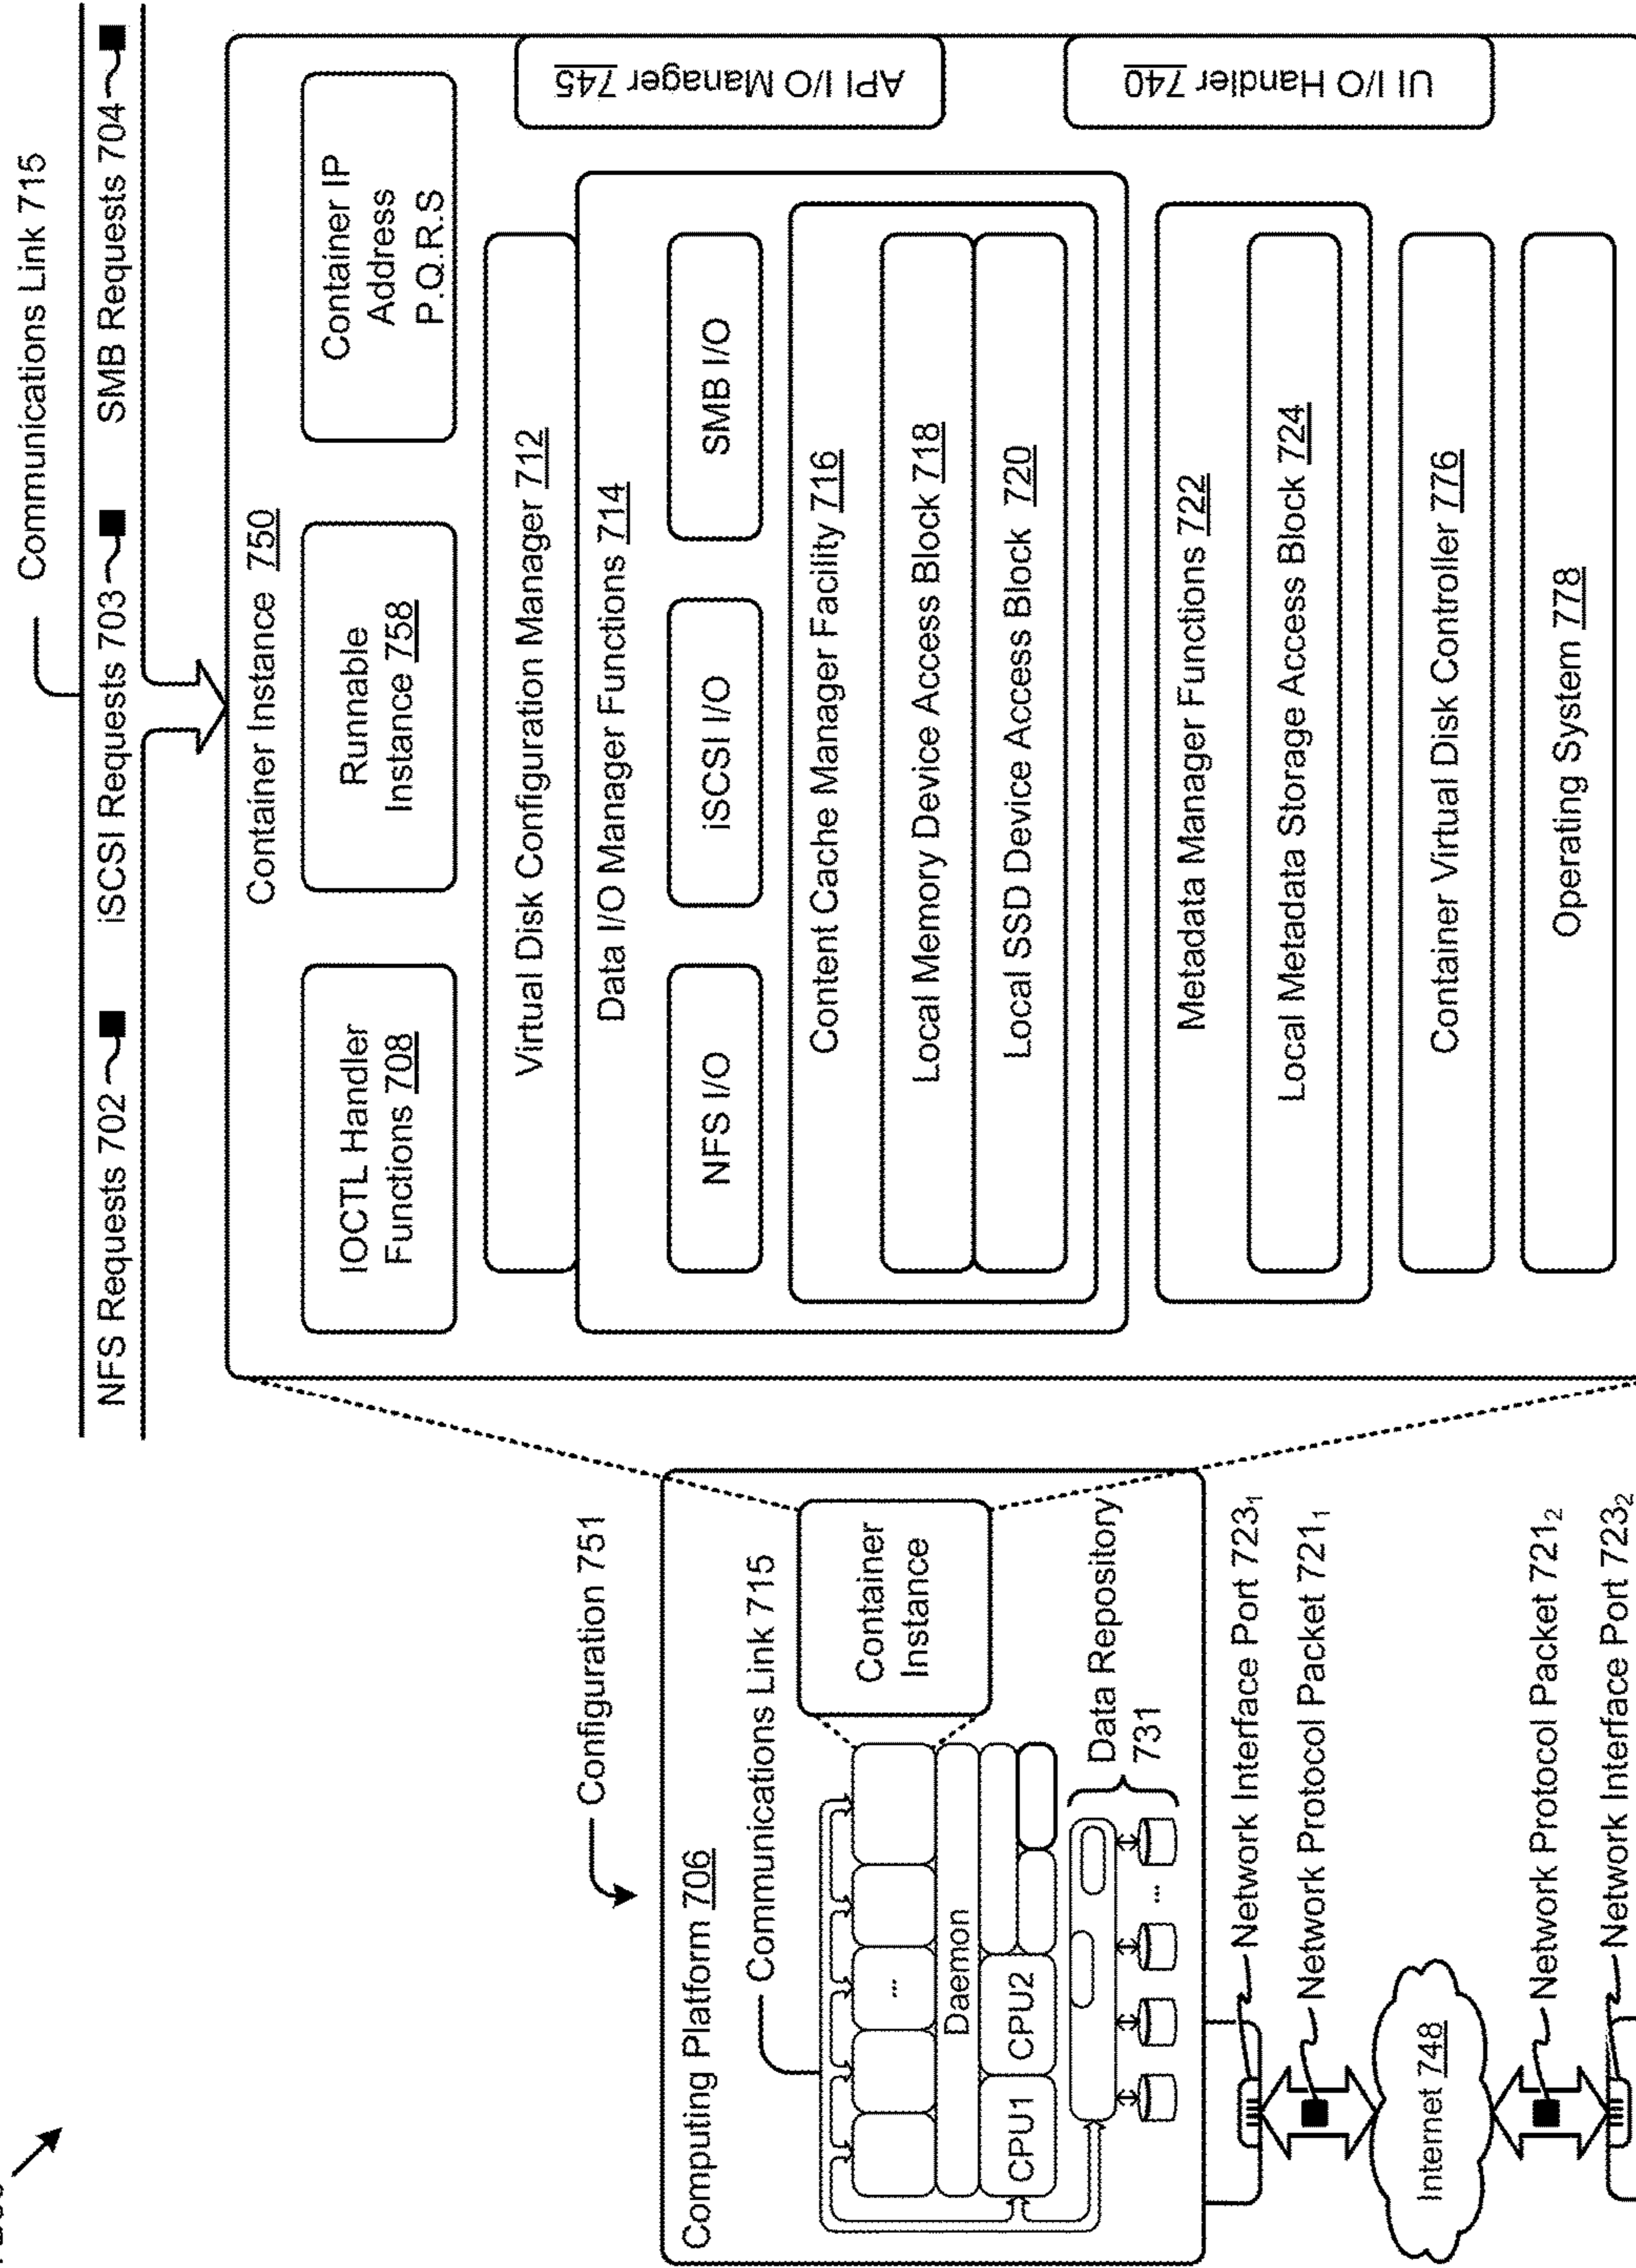 Communications Link 715
NFS Requests 702
iSCSI Requests 703
SMB Requests 704
Container Instance 750
IOCTL Handler
Functions 708
Runnable
Instance 758
Container IP
Address
P.Q.R.S
Virtual Disk Configuration Manager 712
Data I/O Manager Functions 714
NFS I/O
iSCSI I/O
SMB I/O
Content Cache Manager Facility 716
Local Memory Device Access Block 718
Local SSD Device Access Block 720
Metadata Manager Functions 722
Local Metadata Storage Access Block 724
Container Virtual Disk Controller 776
Operating System 778
API I/O Manager 745
UI I/O Handler 740
Configuration 751
Computing Platform 706
Communications Link 715
Container
Instance
...
Daemon
CPU1
CPU2
...
Data Repository
731
Network Interface Port 723₁
Network Protocol Packet 721₁
Internet 748
Network Protocol Packet 721₂
Network Interface Port 723₂